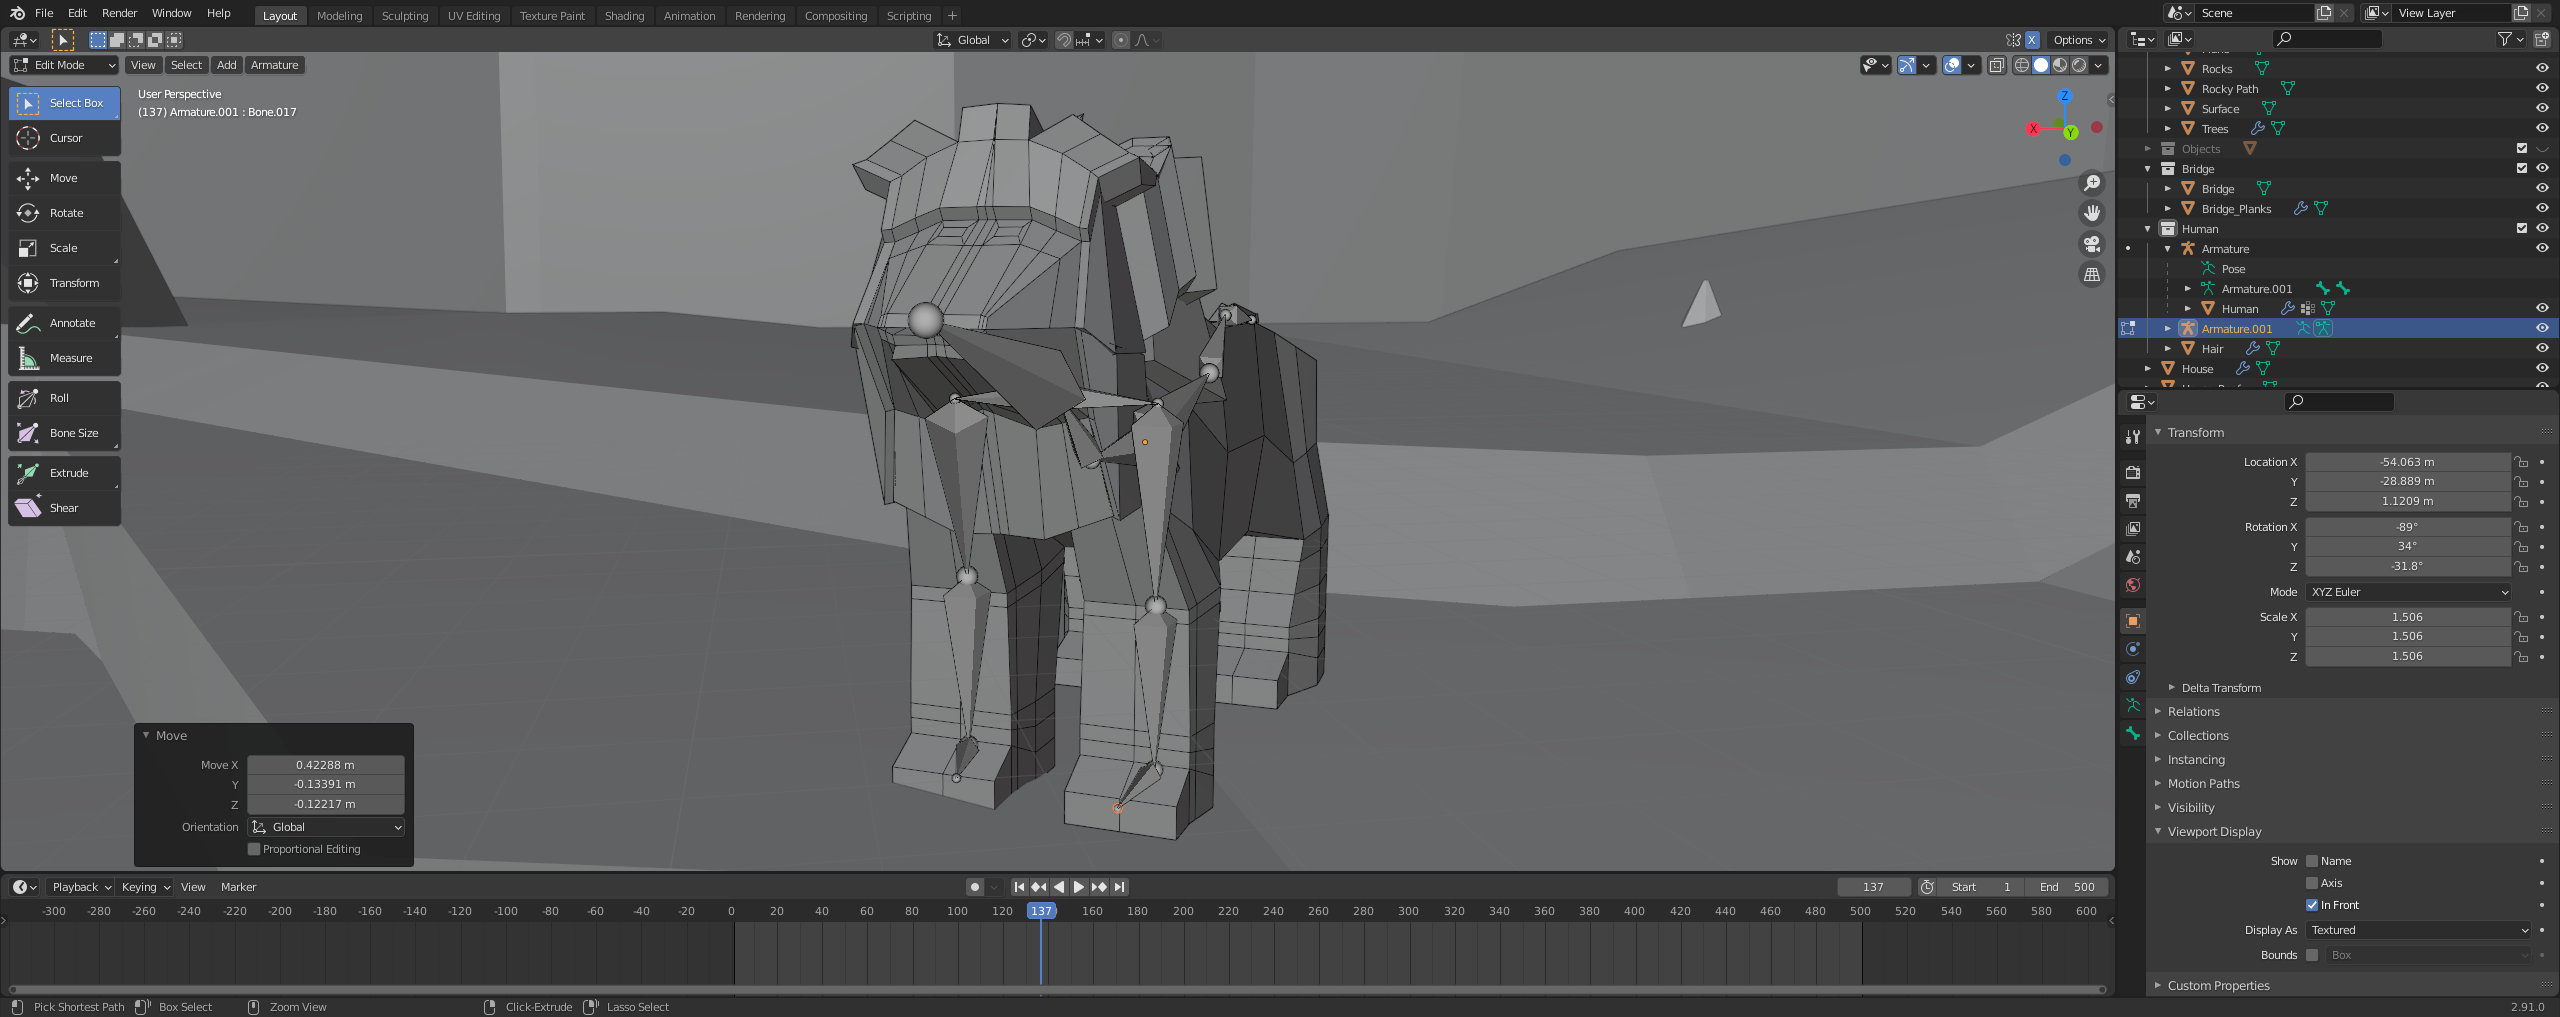 File Edit Render Window Help Layout Modeling Sculpting UV Editing Texture Paint Shading Animation Rendering Compositing Scripting + Scene View Layer
Global X Options
Edit Mode View Select Add Armature
Select Box
Cursor
Move
Rotate
Scale
Transform
Annotate
Measure
Roll
Bone Size
Extrude
Shear
User Perspective
(137) Armature.001 : Bone.017
Z
X
Y
Move
Move X 0.42288 m
Y -0.13391 m
Z -0.12217 m
Orientation Global
Proportional Editing
Rocks
Rocky Path
Surface
Trees
Objects
Bridge
Bridge
Bridge_Planks
Human
Armature
Pose
Armature.001
Human
Armature.001
Hair
House
Transform
Location X -54.063 m
Y -28.889 m
Z 1.1209 m
Rotation X -89°
Y 34°
Z -31.8°
Mode XYZ Euler
Scale X 1.506
Y 1.506
Z 1.506
Delta Transform
Relations
Collections
Instancing
Motion Paths
Visibility
Viewport Display
Show Name
Axis
In Front
Display As Textured
Bounds Box
Custom Properties
Playback Keying View Marker 137 Start 1 End 500
-300 -280 -260 -240 -220 -200 -180 -160 -140 -120 -100 -80 -60 -40 -20 0 20 40 60 80 100 120 137 160 180 200 220 240 260 280 300 320 340 360 380 400 420 440 460 480 500 520 540 560 580 600
Pick Shortest Path Box Select Zoom View Click-Extrude Lasso Select 2.91.0